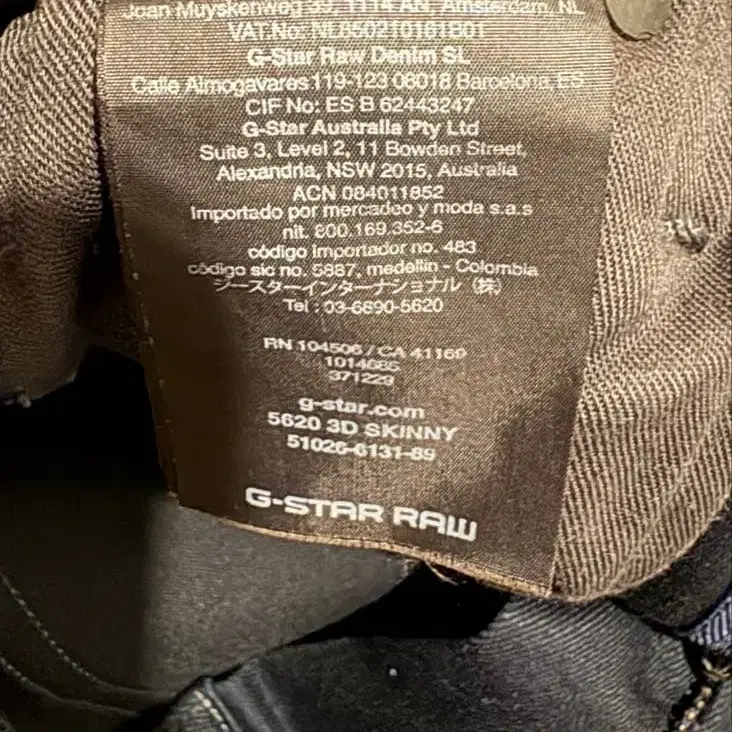 Joan Muyskenweg 39, 1114 AN, Amsterdam, NL
VAT.No: NL850210161B01
G-Star Raw Denim SL
Calle Almogavares 119-123 08018 Barcelona, ES
CIF No: ES B 62443247
G-Star Australia Pty Ltd
Suite 3, Level 2, 11 Bowden Street,
Alexandria, NSW 2015, Australia
ACN 084011852
Importado por mercadeo y moda s.a.s
nit. 800.169.352-6
código importador no. 483
código sic no. 5887, medellin - Colombia
ジースターインターナショナル (株)
Tel : 03-6890-5620
RN 104506 / CA 41169
1014685
371229
g-star.com
5620 3D SKINNY
51026-6131-89
G-STAR RAW